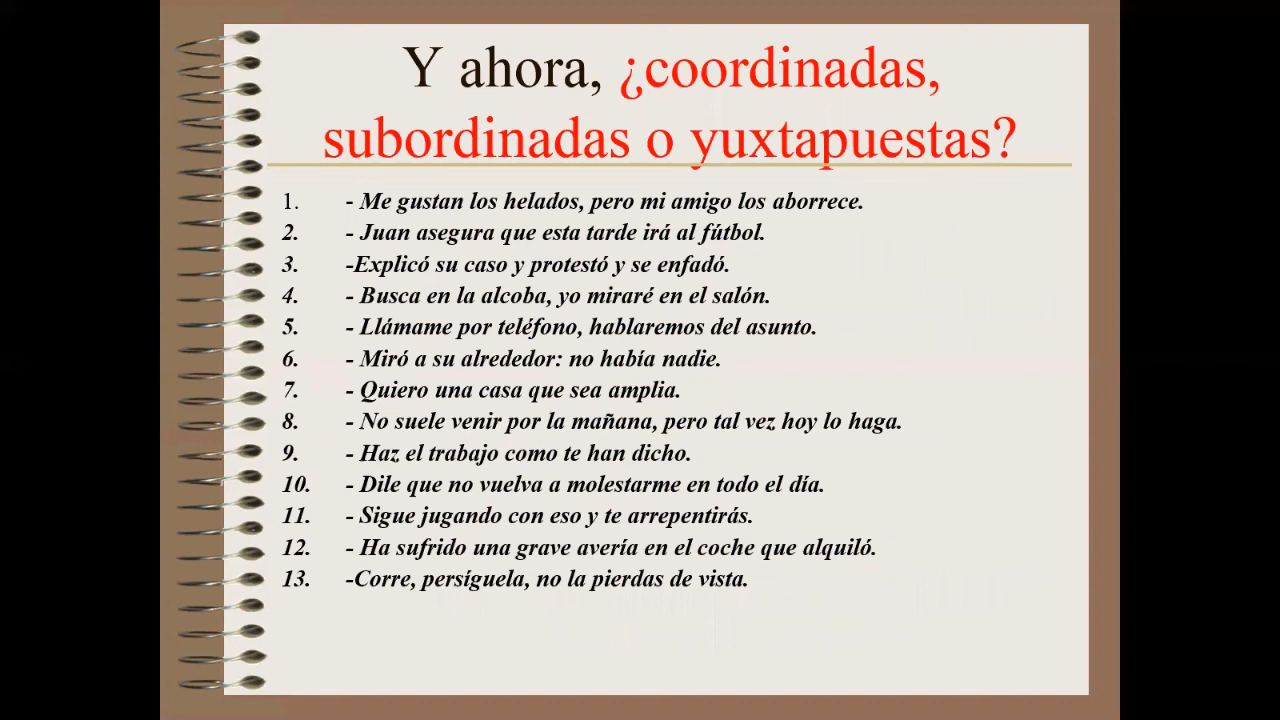 Y ahora, ¿coordinadas,
subordinadas o yuxtapuestas?
1. - Me gustan los helados, pero mi amigo los aborrece.
2. - Juan asegura que esta tarde irá al fútbol.
3. -Explicó su caso y protestó y se enfadó.
4. - Busca en la alcoba, yo miraré en el salón.
5. - Llámame por teléfono, hablaremos del asunto.
6. - Miró a su alrededor: no había nadie.
7. - Quiero una casa que sea amplia.
8. - No suele venir por la mañana, pero tal vez hoy lo haga.
9. - Haz el trabajo como te han dicho.
10. - Dile que no vuelva a molestarme en todo el día.
11. - Sigue jugando con eso y te arrepentirás.
12. - Ha sufrido una grave avería en el coche que alquiló.
13. -Corre, persíguela, no la pierdas de vista.